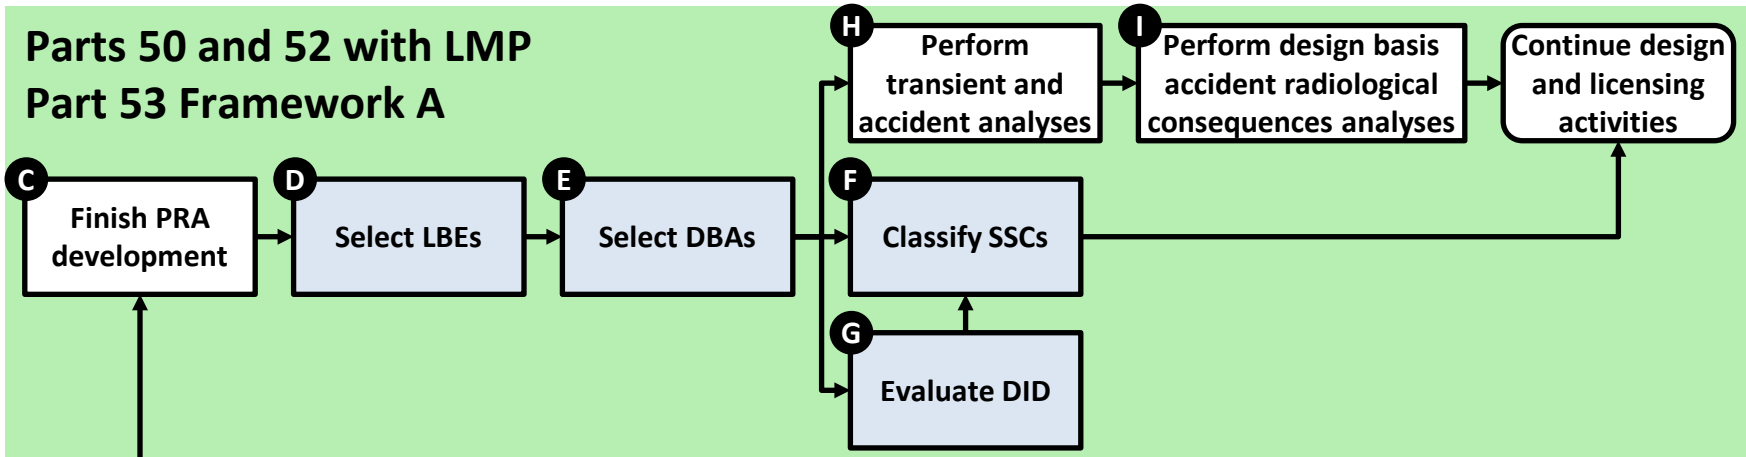 Parts 50 and 52 with LMP
Part 53 Framework A
H
Perform
transient and
accident analyses
I
Perform design basis
accident radiological
consequences analyses
Continue design
and licensing
activities
C
Finish PRA
development
D
Select LBEs
E
Select DBAs
F
Classify SSCs
G
Evaluate DID